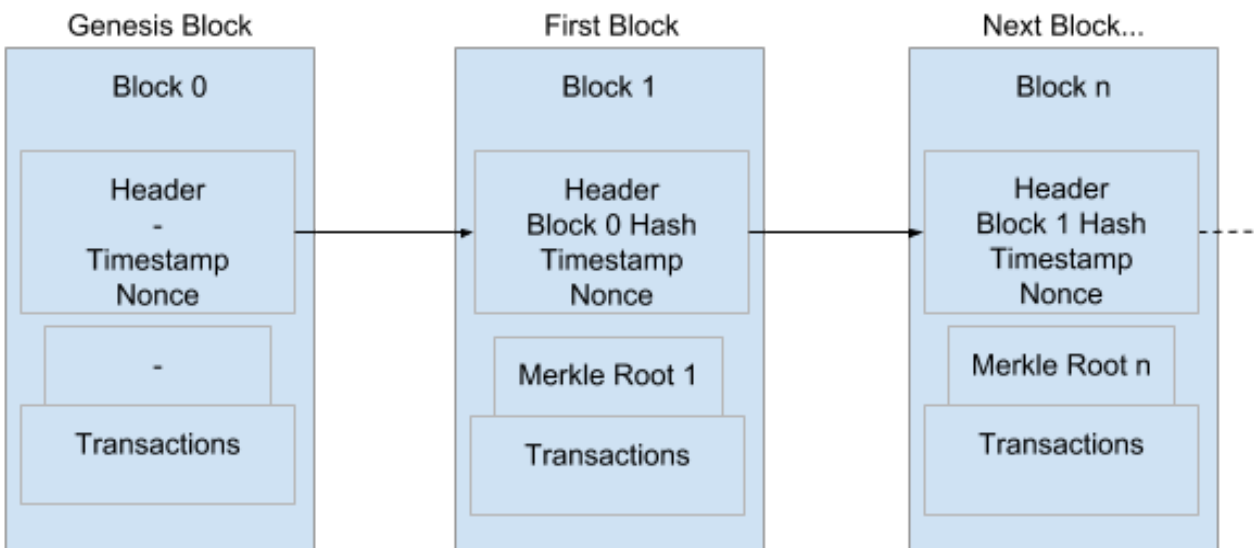 Genesis Block
Block 0
Header
-
Timestamp
Nonce
-
Transactions
First Block
Block 1
Header
Block 0 Hash
Timestamp
Nonce
Merkle Root 1
Transactions
Next Block...
Block n
Header
Block 1 Hash
Timestamp
Nonce
Merkle Root n
Transactions